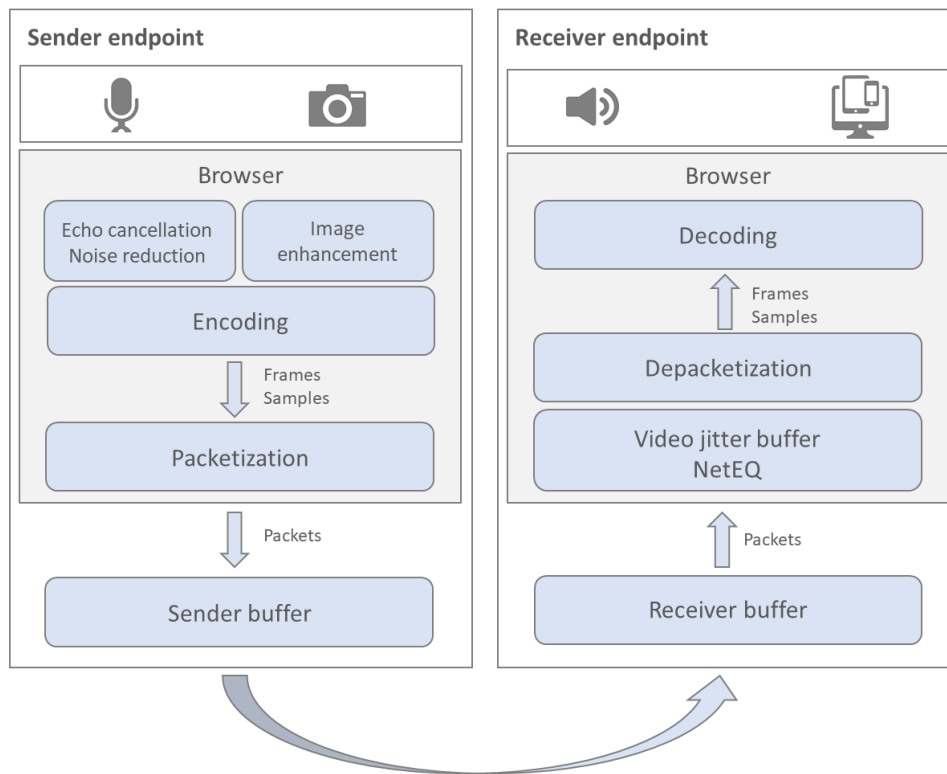 Sender endpoint
Browser
Echo cancellation
Noise reduction
Image
enhancement
Encoding
Frames
Samples
Packetization
Packets
Sender buffer
Receiver endpoint
Browser
Decoding
Frames
Samples
Depacketization
Video jitter buffer
NetEQ
Packets
Receiver buffer